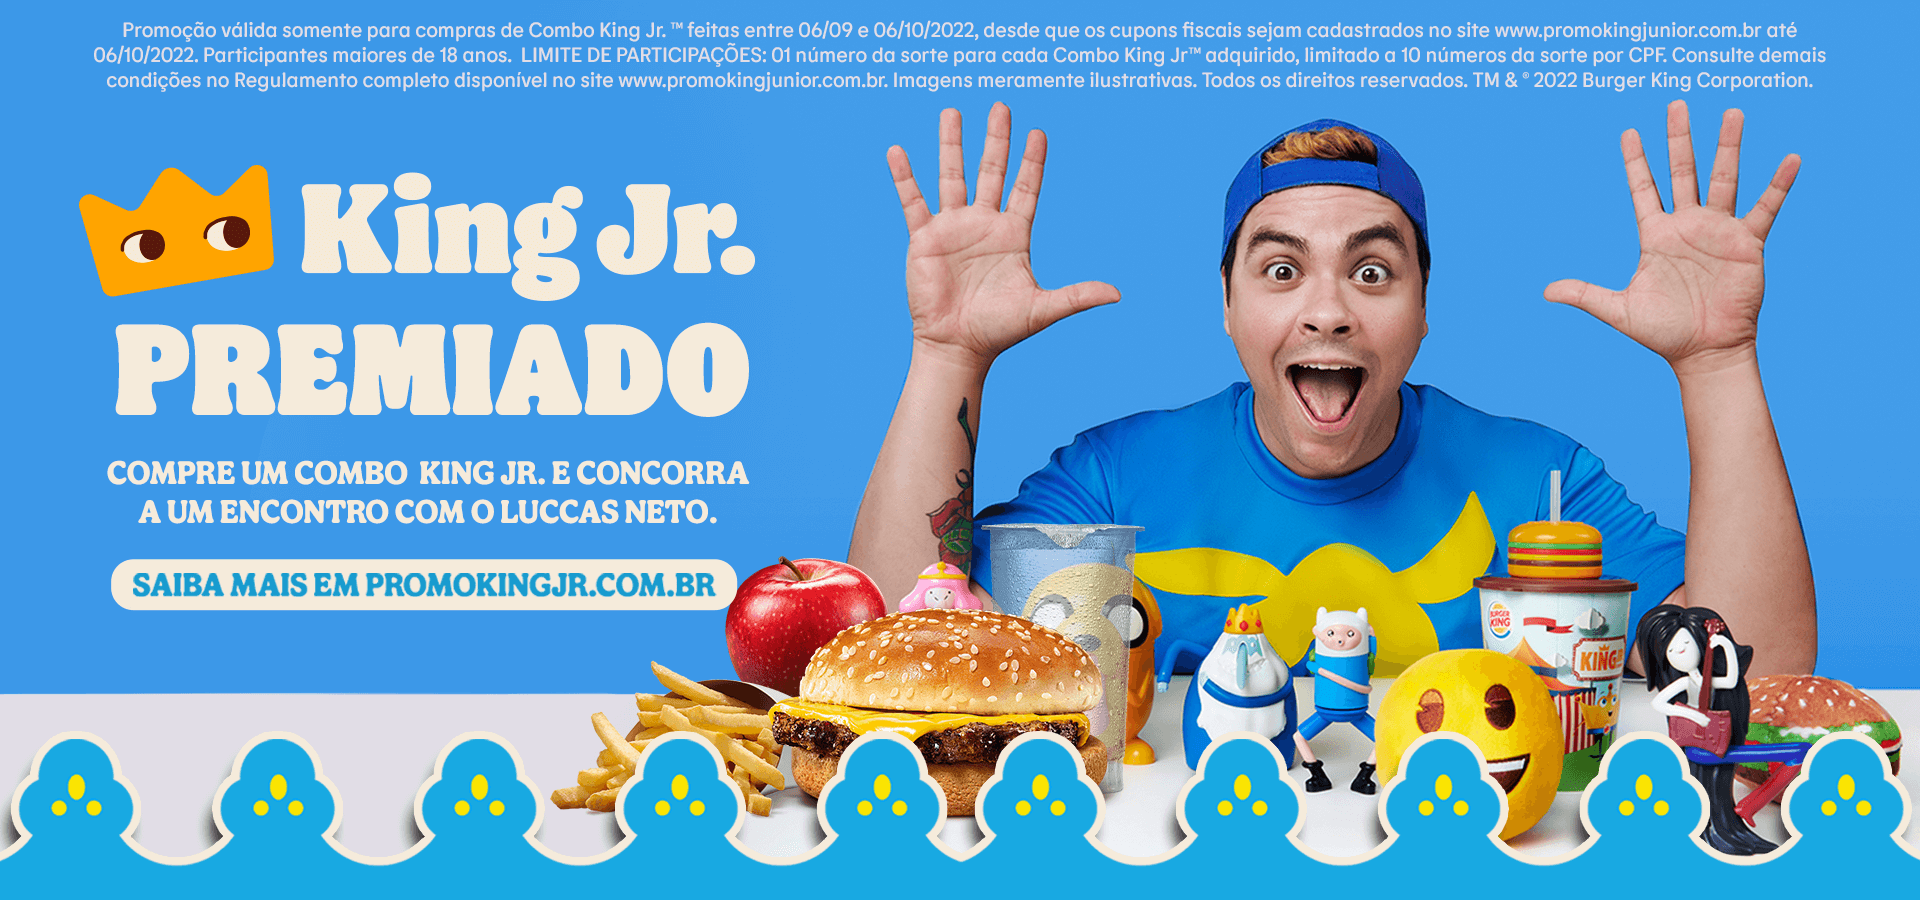 Promoção válida somente para compras de Combo King Jr. ™ feitas entre 06/09 e 06/10/2022, desde que os cupons fiscais sejam cadastrados no site www.promokingjunior.com.br até
06/10/2022. Participantes maiores de 18 anos. LIMITE DE PARTICIPAÇÕES: 01 número da sorte para cada Combo King Jr™ adquirido, limitado a 10 números da sorte por CPF. Consulte demais
condições no Regulamento completo disponível no site www.promokingjunior.com.br. Imagens meramente ilustrativas. Todos os direitos reservados. TM & ® 2022 Burger King Corporation.
King Jr.
PREMIADO
COMPRE UM COMBO KING JR. E CONCORRA
A UM ENCONTRO COM O LUCCAS NETO.
SAIBA MAIS EM PROMOKINGJR.COM.BR
BURGER
KING
KING